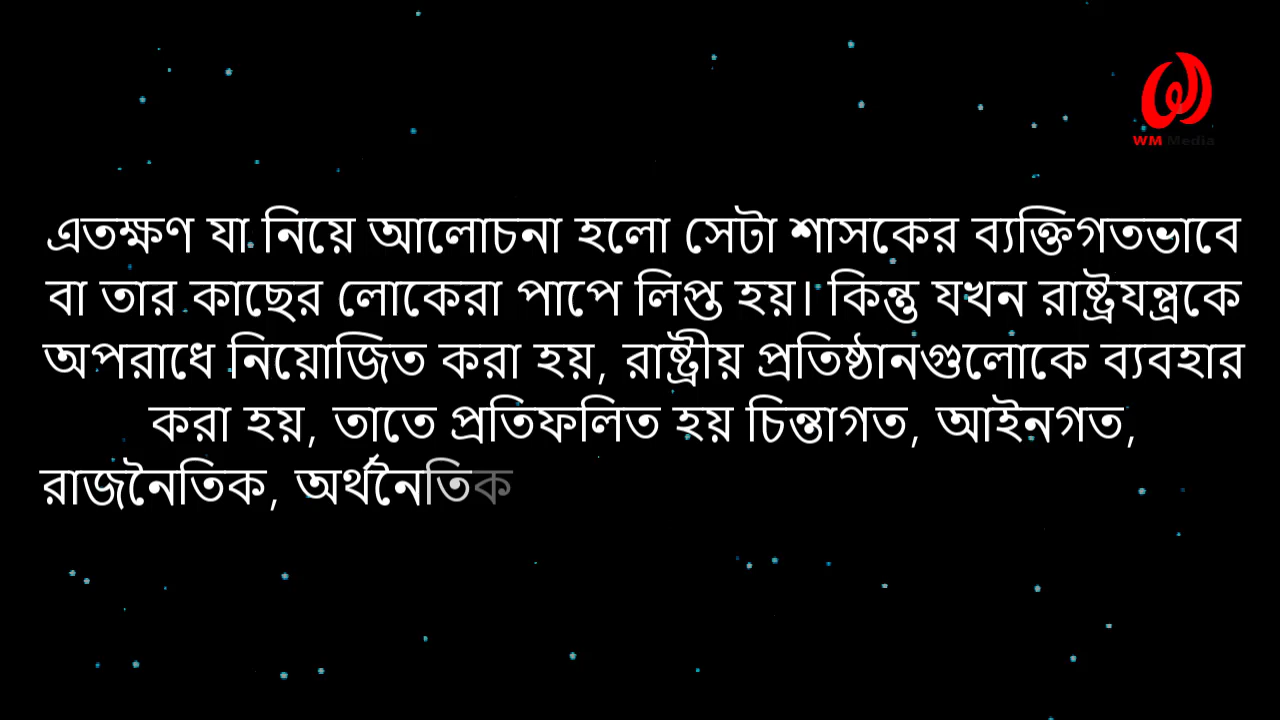 WM Media
এতক্ষণ যা নিয়ে আলোচনা হলো সেটা শাসকের ব্যক্তিগতভাবে
বা তার কাছের লোকেরা পাপে লিপ্ত হয়। কিন্তু যখন রাষ্ট্রযন্ত্রকে
অপরাধে নিয়োজিত করা হয়, রাষ্ট্রীয় প্রতিষ্ঠানগুলোকে ব্যবহার
করা হয়, তাতে প্রতিফলিত হয় চিন্তাগত, আইনগত,
রাজনৈতিক, অর্থনৈতিক